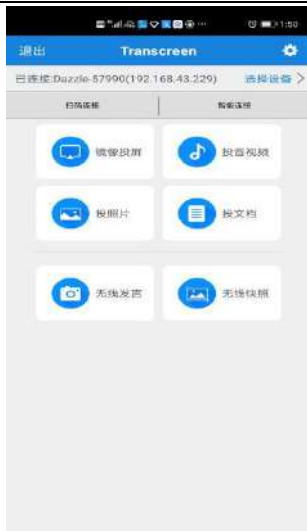 1:50
退出 Transcreen
已连接:Dazzle-57990(192.168.43.229) 选择设备 >
扫码连接 智能连接
镜像投屏 投音视频
投照片 投文档
无线发言 无线快照